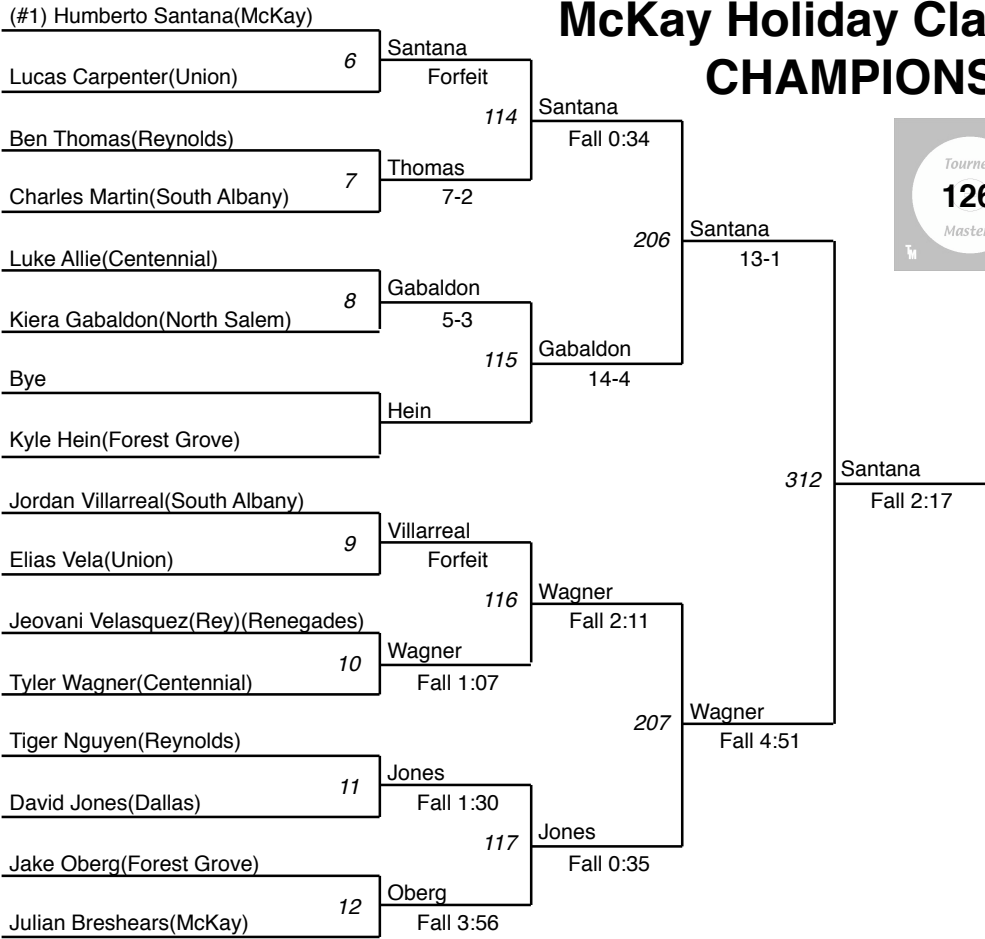 McKay Holiday Cla
CHAMPIONS
Tourne
126
Master
TM
(#1) Humberto Santana(McKay)
6
Lucas Carpenter(Union)
Santana
Forfeit
114
Ben Thomas(Reynolds)
7
Charles Martin(South Albany)
Thomas
7-2
Santana
Fall 0:34
206
Luke Allie(Centennial)
8
Kiera Gabaldon(North Salem)
Gabaldon
5-3
115
Bye
Kyle Hein(Forest Grove)
Hein
Gabaldon
14-4
Santana
13-1
312
Jordan Villarreal(South Albany)
9
Elias Vela(Union)
Villarreal
Forfeit
116
Jeovani Velasquez(Rey)(Renegades)
10
Tyler Wagner(Centennial)
Wagner
Fall 1:07
Wagner
Fall 2:11
207
Tiger Nguyen(Reynolds)
11
David Jones(Dallas)
Jones
Fall 1:30
117
Jake Oberg(Forest Grove)
12
Julian Breshears(McKay)
Oberg
Fall 3:56
Jones
Fall 0:35
Wagner
Fall 4:51
Santana
Fall 2:17